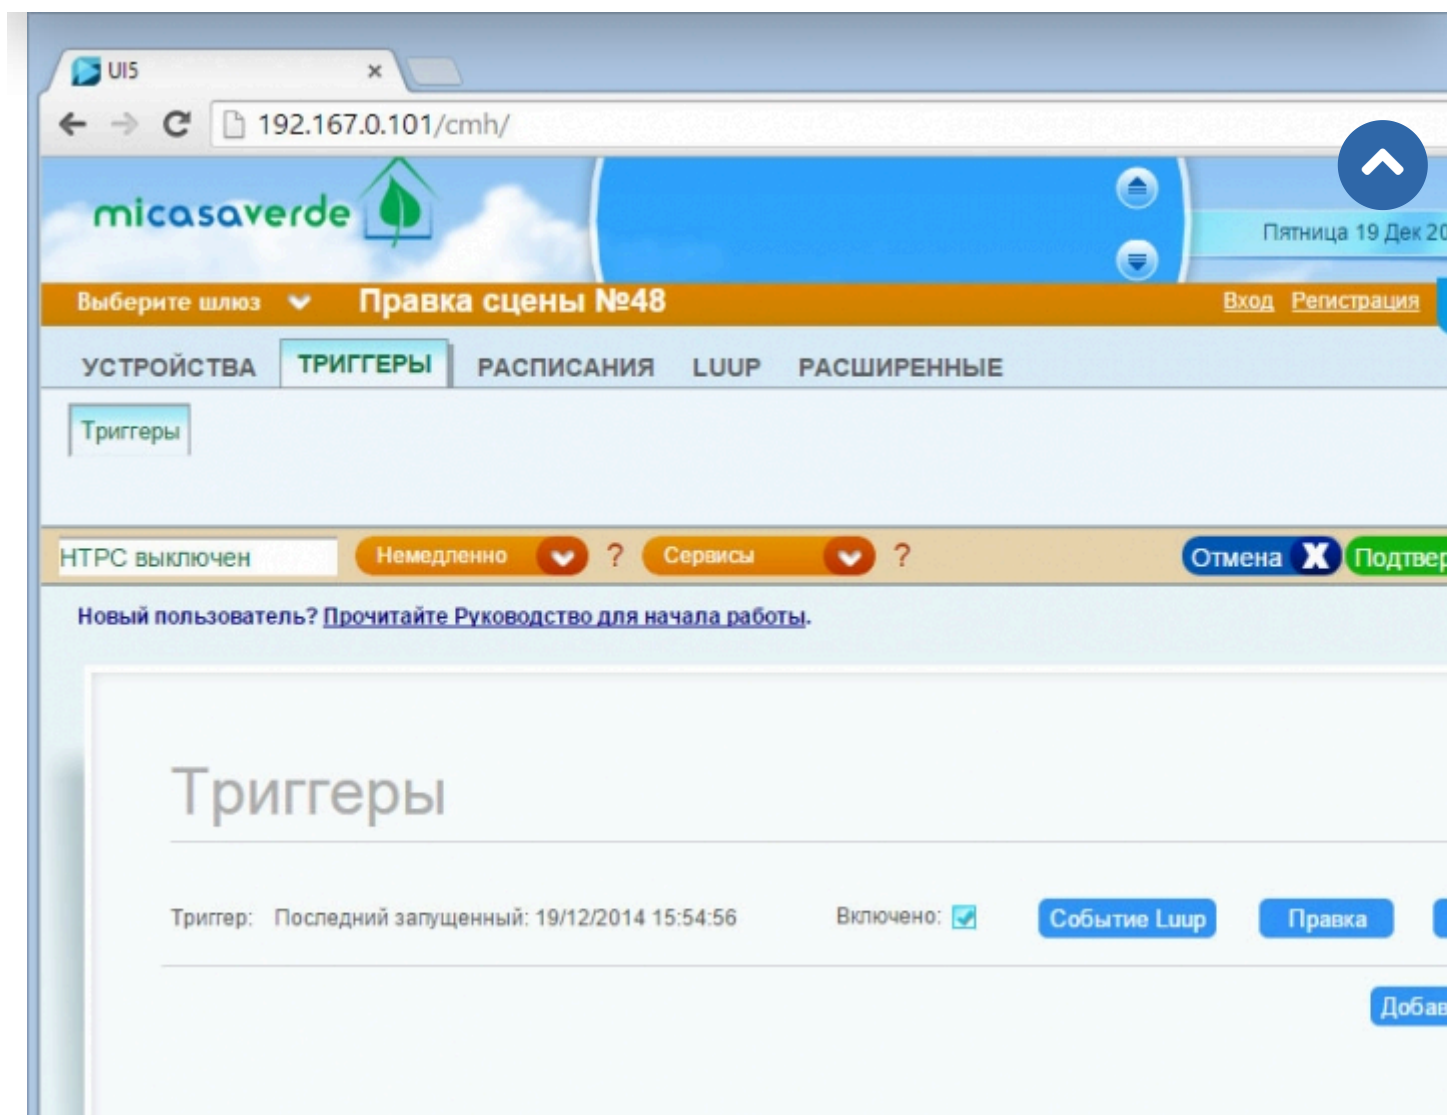 UI5
192.167.0.101/cmh/
micasaverde
Пятница 19 Дек 20
Выберите шлюз Правка сцены №48 Вход Регистрация
УСТРОЙСТВА ТРИГГЕРЫ РАСПИСАНИЯ LUUP РАСШИРЕННЫЕ
Триггеры
HTPC выключен Немедленно ? Сервисы ? Отмена X Подтвер
Новый пользователь? Прочитайте Руководство для начала работы.
Триггеры
Триггер: Последний запущенный: 19/12/2014 15:54:56 Включено: Событие Luup Правка
Добав